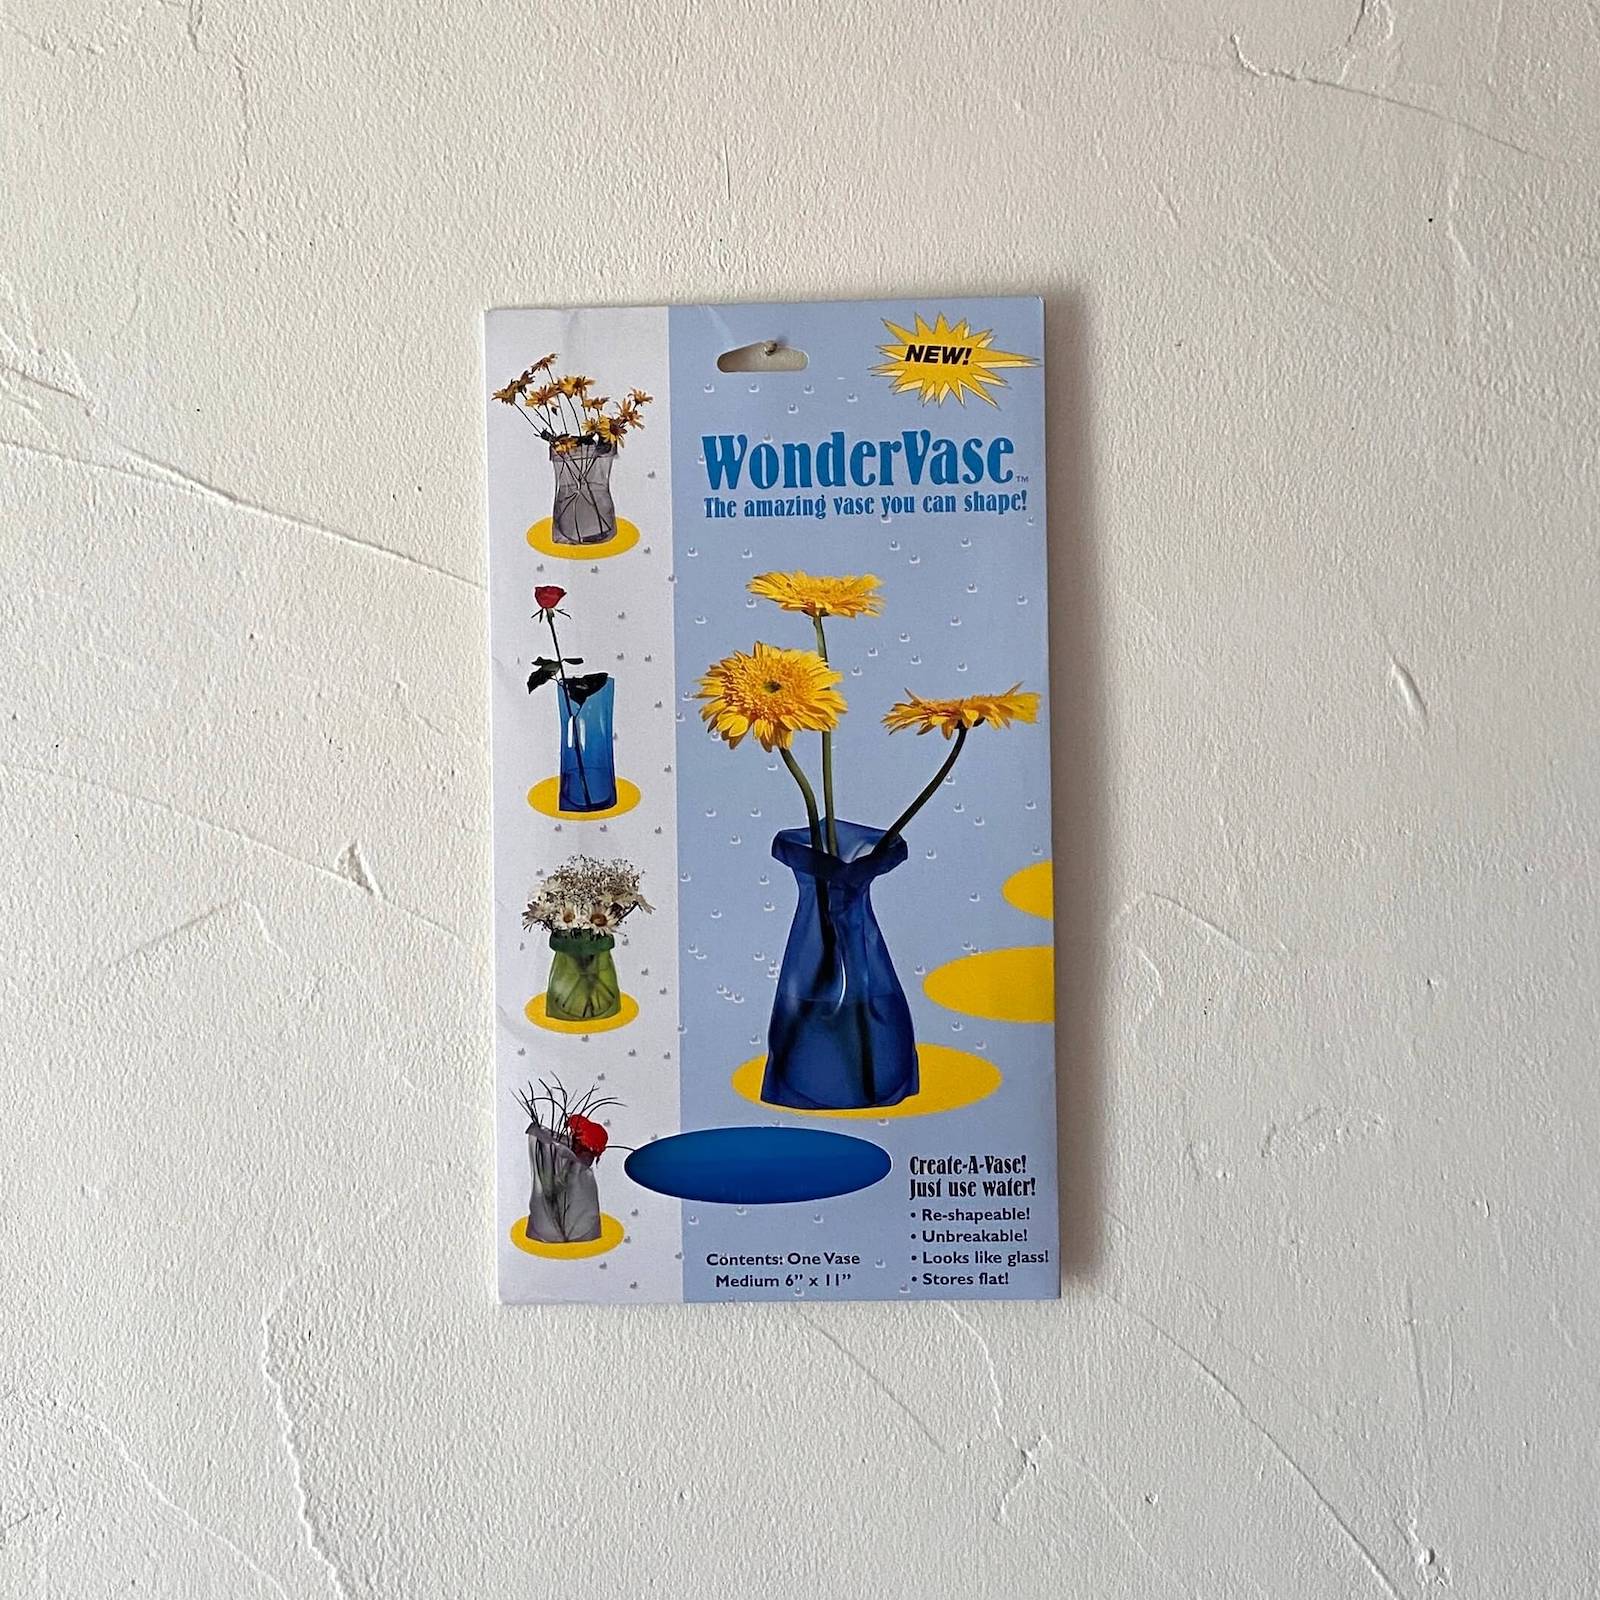 NEW!
WonderVase™
The amazing vase you can shape!
Create-A-Vase!
Just use water!
• Re-shapeable!
• Unbreakable!
• Looks like glass!
• Stores flat!
Contents: One Vase
Medium 6” x 11”